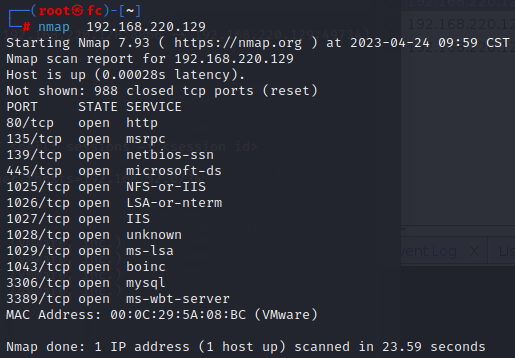 ┌──(root㉿fc)-[~]
└─# nmap  192.168.220.129
Starting Nmap 7.93 ( https://nmap.org ) at 2023-04-24 09:59 CST
Nmap scan report for 192.168.220.129
Host is up (0.00028s latency).
Not shown: 988 closed tcp ports (reset)
PORT     STATE SERVICE
80/tcp   open  http
135/tcp  open  msrpc
139/tcp  open  netbios-ssn
445/tcp  open  microsoft-ds
1025/tcp open  NFS-or-IIS
1026/tcp open  LSA-or-nterm
1027/tcp open  IIS
1028/tcp open  unknown
1029/tcp open  ms-lsa
1043/tcp open  boinc
3306/tcp open  mysql
3389/tcp open  ms-wbt-server
MAC Address: 00:0C:29:5A:08:BC (VMware)

Nmap done: 1 IP address (1 host up) scanned in 23.59 seconds